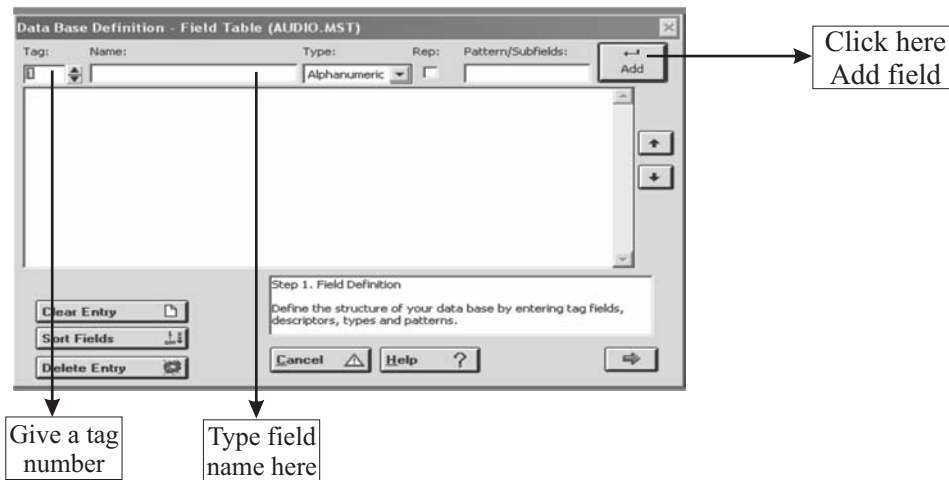 Data Base Definition - Field Table (AUDIO.MST)
Tag: Name: Type: Rep: Pattern/Subfields:
1 Alphanumeric Add
Click here
Add field
Step 1. Field Definition
Define the structure of your data base by entering tag fields,
descriptors, types and patterns.
Clear Entry
Sort Fields
Delete Entry
Cancel Help ?
Give a tag
number
Type field
name here